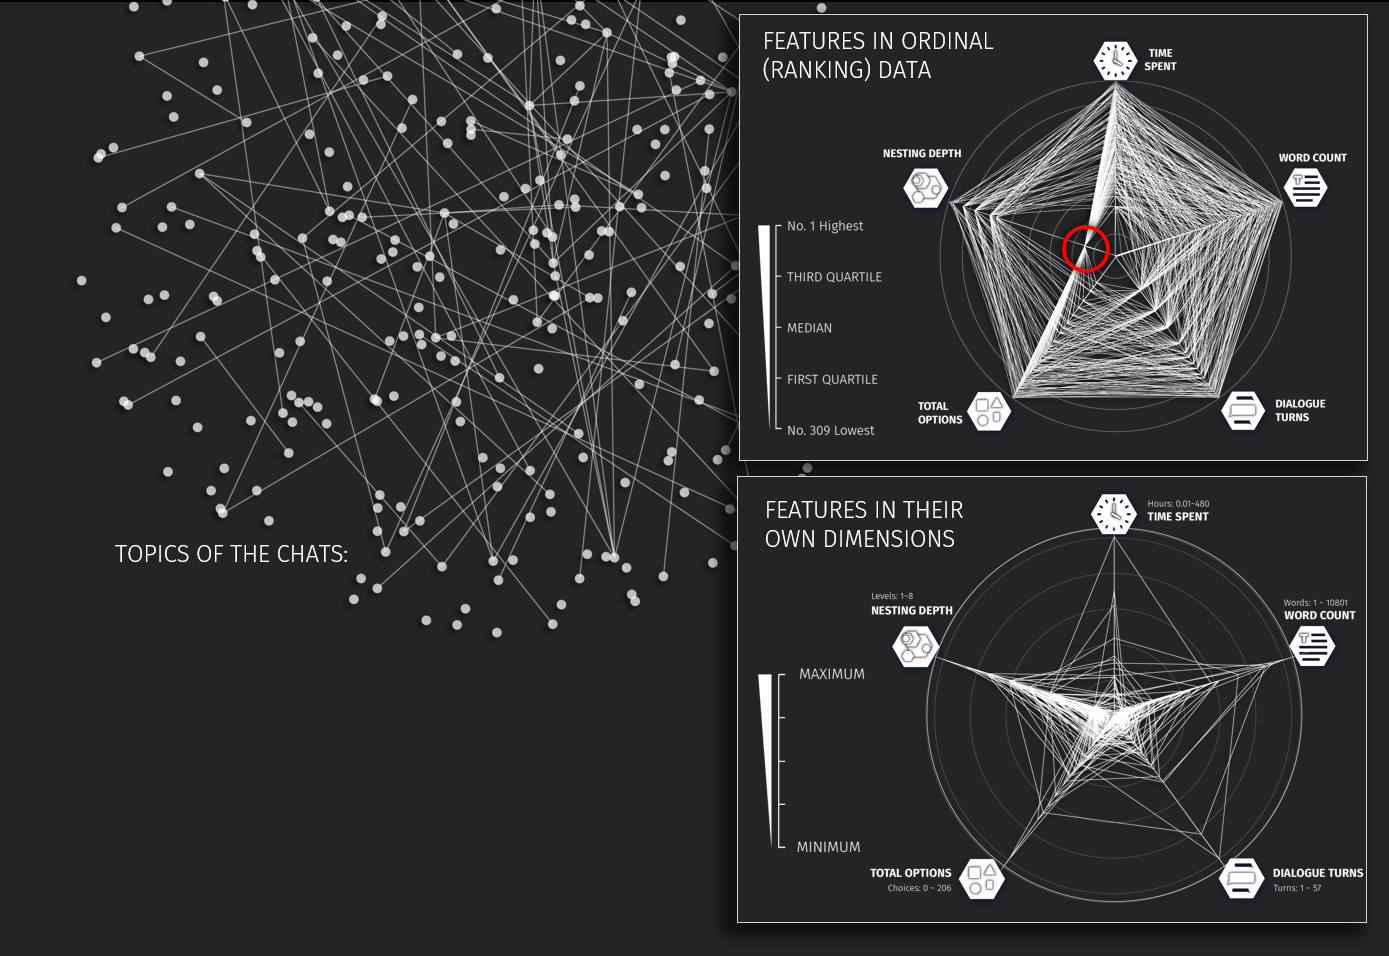 TOPICS OF THE CHATS:
FEATURES IN ORDINAL
(RANKING) DATA
TIME
SPENT
NESTING DEPTH
WORD COUNT
T
No. 1 Highest
THIRD QUARTILE
MEDIAN
FIRST QUARTILE
No. 309 Lowest
TOTAL
OPTIONS
DIALOGUE
TURNS
FEATURES IN THEIR
OWN DIMENSIONS
Hours: 0.01~480
TIME SPENT
Levels: 1~8
NESTING DEPTH
Words: 1 ~ 10801
WORD COUNT
T
MAXIMUM
MINIMUM
TOTAL OPTIONS
Choices: 0 ~ 206
DIALOGUE TURNS
Turns: 1 ~ 57